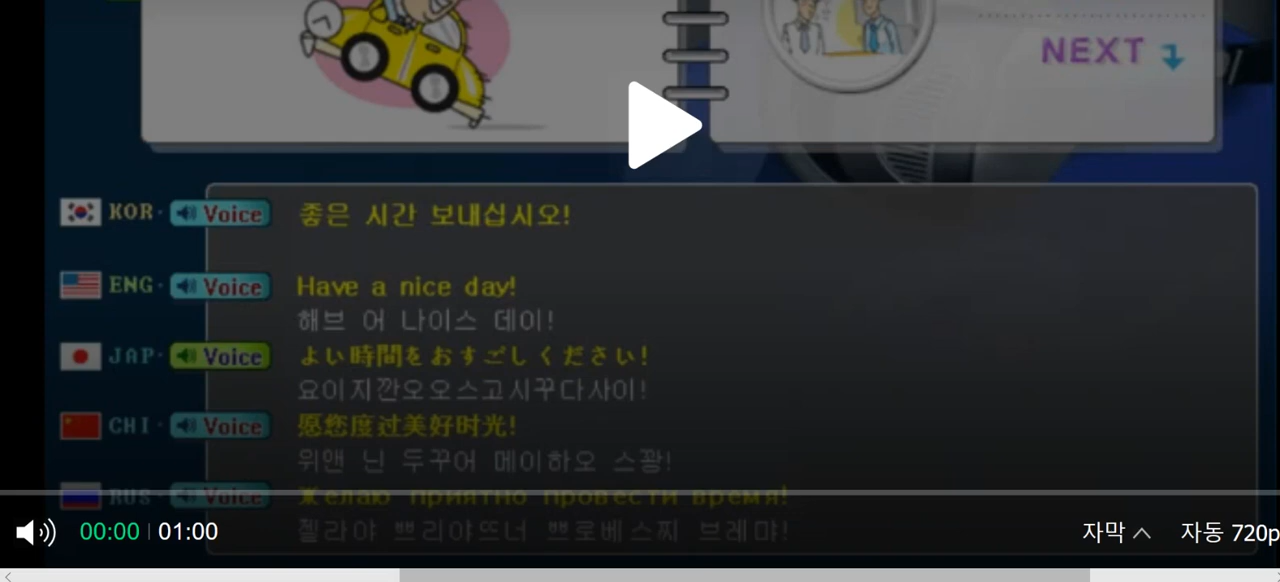 NEXT
KOR · Voice 좋은 시간 보내십시오!
ENG · Voice Have a nice day!
해브 어 나이스 데이!
JAP · Voice よい時間をおすごしください!
요이지깐오오스고시꾸다사이!
CHI · Voice 愿您度过美好时光!
위앤 닌 두꾸어 메이하오 스꽝!
RUS · Voice Желаю приятно провести время!
젤라야 쁘리야뜨너 쁘로베스찌 브레먀!
00:00 01:00 자막 자동 720p